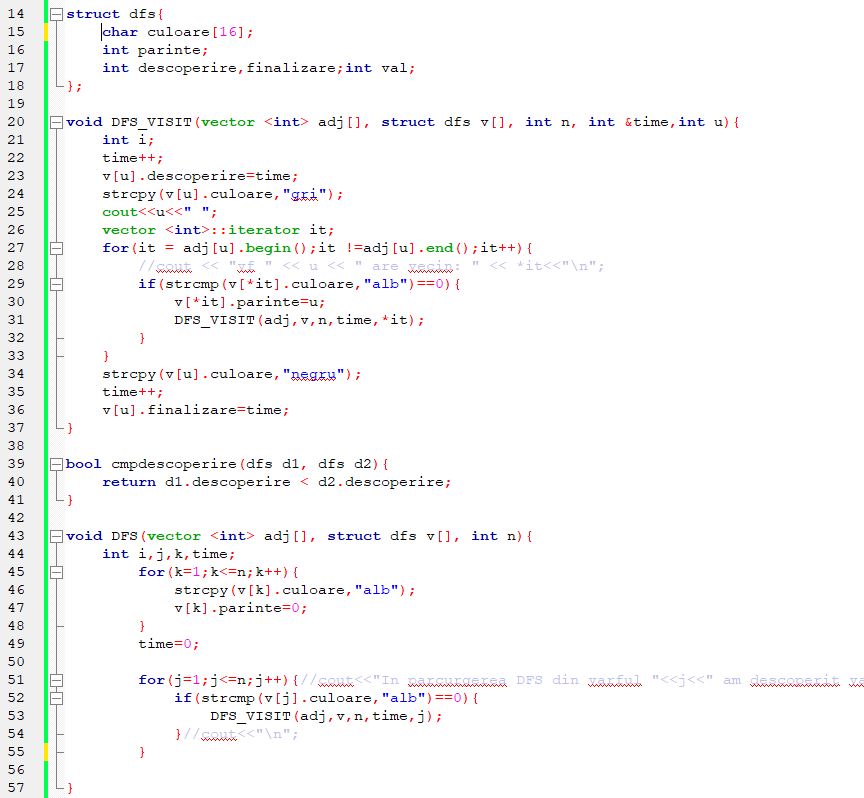 14 struct dfs{
15 char culoare[16];
16 int parinte;
17 int descoperire,finalizare;int val;
18 };
19
20 void DFS_VISIT(vector <int> adj[], struct dfs v[], int n, int &time,int u){
21 int i;
22 time++;
23 v[u].descoperire=time;
24 strcpy(v[u].culoare,"gri");
25 cout<<u<<" ";
26 vector <int>::iterator it;
27 for(it = adj[u].begin();it !=adj[u].end();it++){
28 //cout << "vf " << u << " are vecin: " << *it<<"\n";
29 if(strcmp(v[*it].culoare,"alb")==0){
30 v[*it].parinte=u;
31 DFS_VISIT(adj,v,n,time,*it);
32 }
33 }
34 strcpy(v[u].culoare,"negru");
35 time++;
36 v[u].finalizare=time;
37 }
38
39 bool cmpdescoperire(dfs d1, dfs d2){
40 return d1.descoperire < d2.descoperire;
41 }
42
43 void DFS(vector <int> adj[], struct dfs v[], int n){
44 int i,j,k,time;
45 for(k=1;k<=n;k++){
46 strcpy(v[k].culoare,"alb");
47 v[k].parinte=0;
48 }
49 time=0;
50
51 for(j=1;j<=n;j++){//cout<<"In parcurgerea DFS din varful "<<j<<" am descoperit va
52 if(strcmp(v[j].culoare,"alb")==0){
53 DFS_VISIT(adj,v,n,time,j);
54 }//cout<<"\n";
55 }
56
57 }